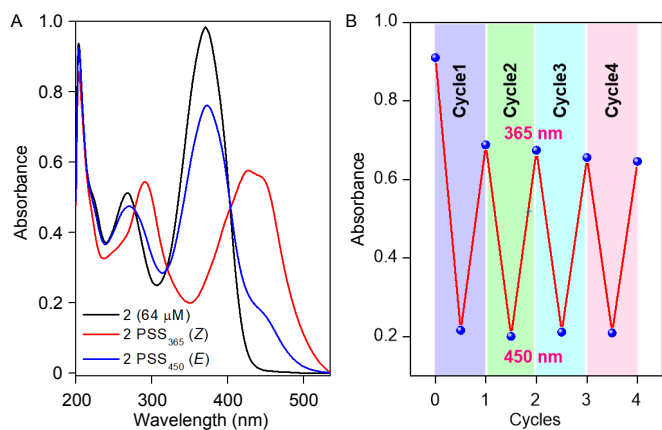 A
1.0
0.8
0.6
0.4
0.2
0
Absorbance
2 (64 μM)
2 PSS365 (Z)
2 PSS450 (E)
200 300 400 500
Wavelength (nm)
B
1.0
0.8
0.6
0.4
0.2
Absorbance
Cycle1 Cycle2 Cycle3 Cycle4
365 nm
450 nm
0 1 2 3 4
Cycles